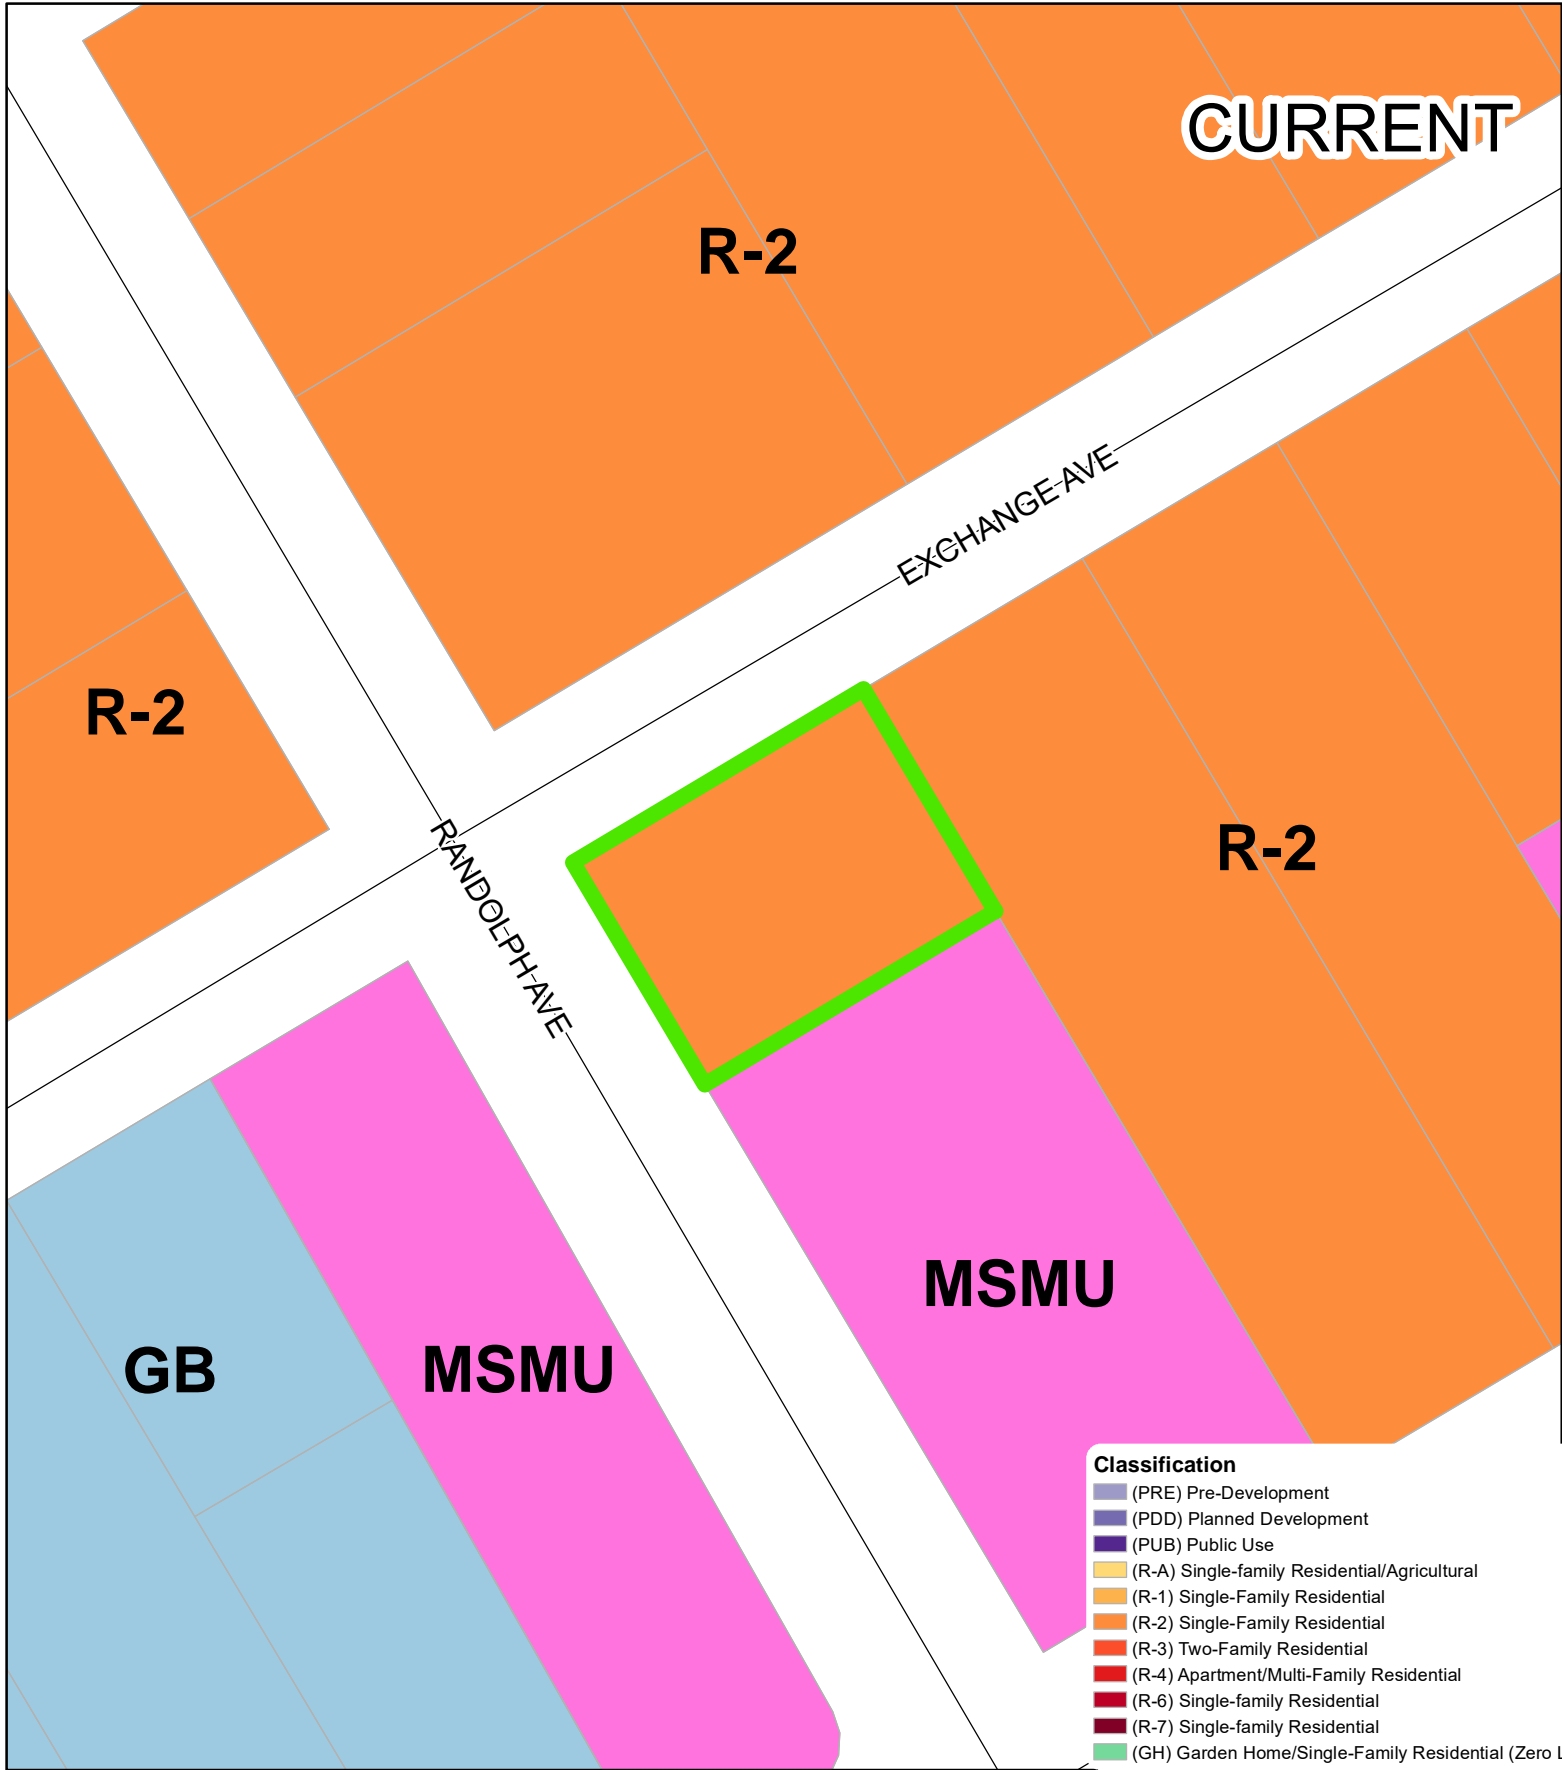 CURRENT
R-2
EXCHANGE AVE
R-2
RANDOLPH AVE
R-2
MSMU
GB
MSMU
Classification
(PRE) Pre-Development
(PDD) Planned Development
(PUB) Public Use
(R-A) Single-family Residential/Agricultural
(R-1) Single-Family Residential
(R-2) Single-Family Residential
(R-3) Two-Family Residential
(R-4) Apartment/Multi-Family Residential
(R-6) Single-family Residential
(R-7) Single-family Residential
(GH) Garden Home/Single-Family Residential (Zero L